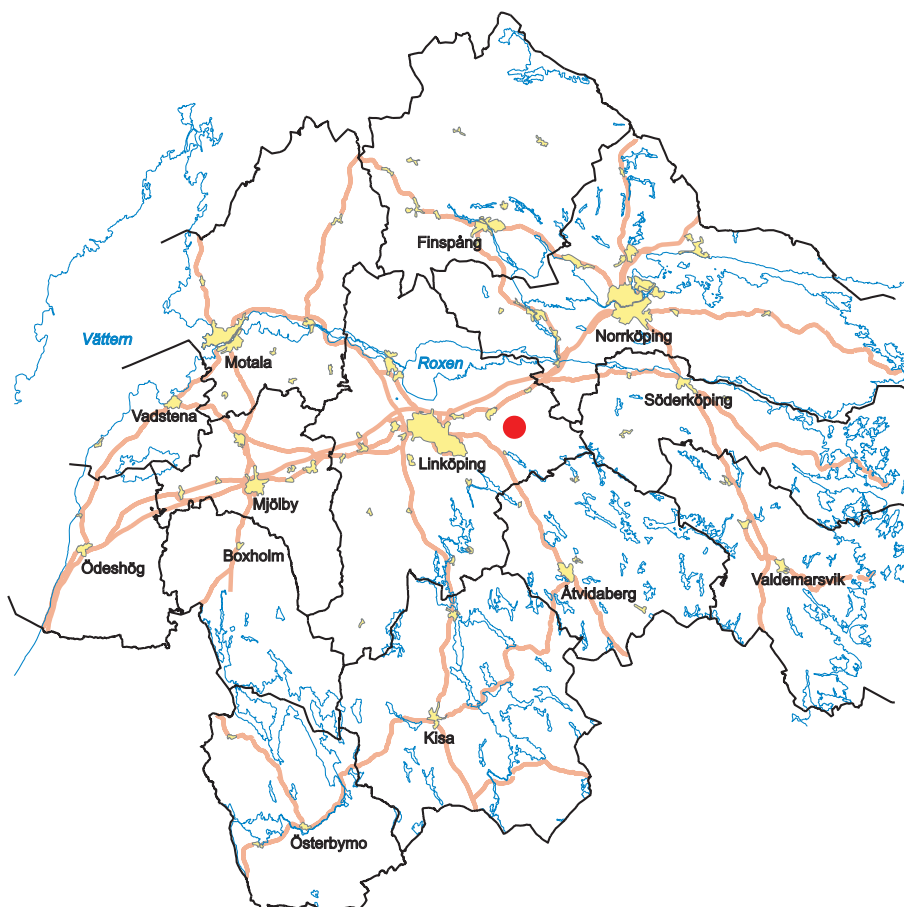 Finspång
Norrköping
Vättern
Motala
Roxen
Söderköping
Vadstena
Linköping
Mjölby
Boxholm
Ödeshög
Valdemarsvik
Åtvidaberg
Kisa
Österbymo